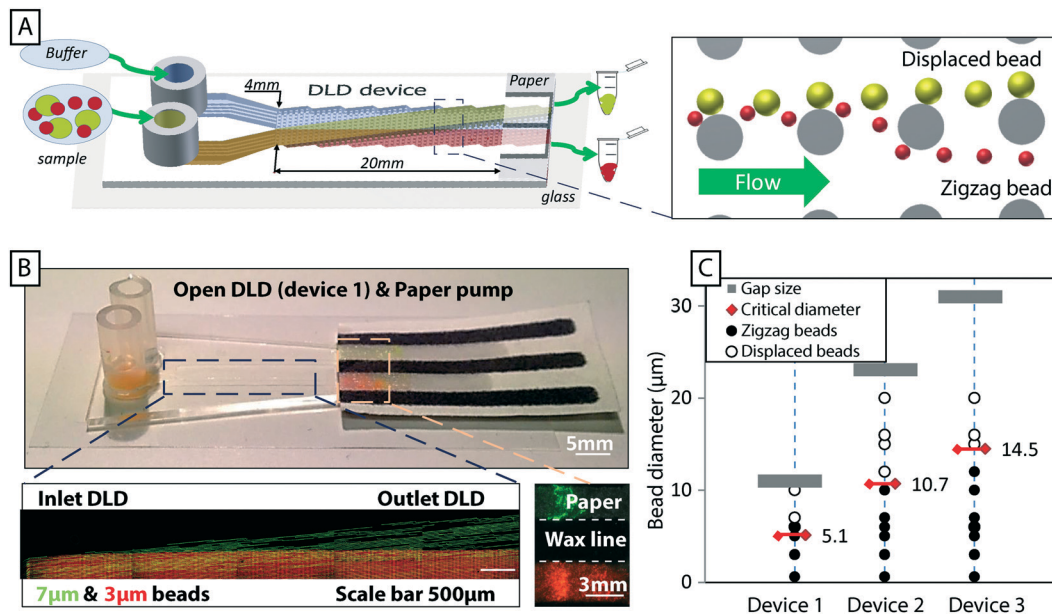 A
Buffer
sample
4mm
DLD device
20mm
Paper
glass
Displaced bead
Flow
Zigzag bead
B
Open DLD (device 1) & Paper pump
5mm
Inlet DLD
Outlet DLD
7µm & 3µm beads
Scale bar 500µm
Paper
Wax line
3mm
C
Gap size
Critical diameter
Zigzag beads
Displaced beads
Bead diameter (µm)
30
20
10
0
5.1
10.7
14.5
Device 1
Device 2
Device 3